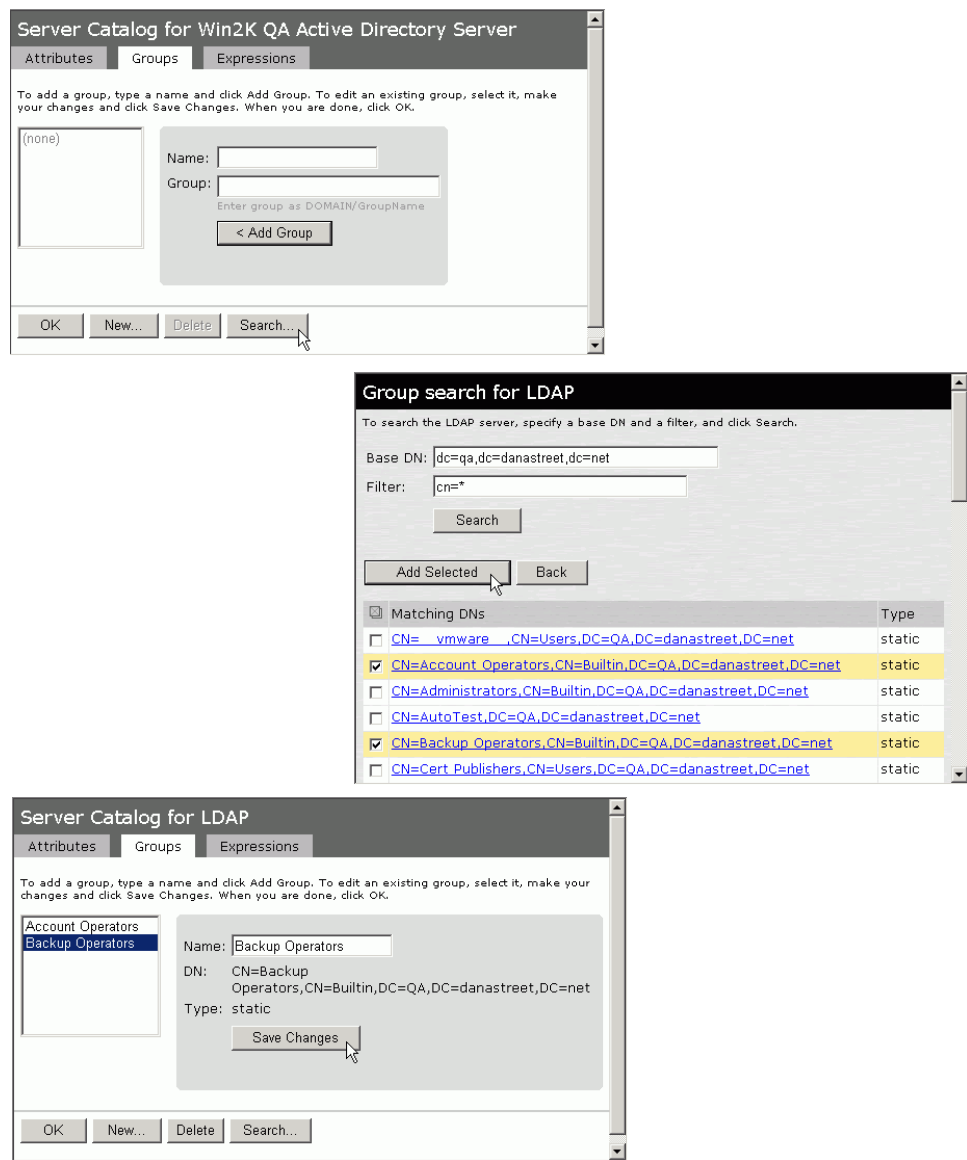 Server Catalog for Win2K QA Active Directory Server
Attributes Groups Expressions
To add a group, type a name and click Add Group. To edit an existing group, select it, make
your changes and click Save Changes. When you are done, click OK.
(none)
Name:
Group:
Enter group as DOMAIN/GroupName
< Add Group
OK New... Delete Search...
Group search for LDAP
To search the LDAP server, specify a base DN and a filter, and click Search.
Base DN: dc=qa,dc=danastreet,dc=net
Filter: cn=*
Search
Add Selected Back
Matching DNs Type
CN=__vmware__,CN=Users,DC=QA,DC=danastreet,DC=net static
CN=Account Operators,CN=Builtin,DC=QA,DC=danastreet,DC=net static
CN=Administrators,CN=Builtin,DC=QA,DC=danastreet,DC=net static
CN=AutoTest,DC=QA,DC=danastreet,DC=net static
CN=Backup Operators,CN=Builtin,DC=QA,DC=danastreet,DC=net static
CN=Cert Publishers,CN=Users,DC=QA,DC=danastreet,DC=net static
Server Catalog for LDAP
Attributes Groups Expressions
To add a group, type a name and click Add Group. To edit an existing group, select it, make your
changes and click Save Changes. When you are done, click OK.
Account Operators
Backup Operators
Name: Backup Operators
DN: CN=Backup
Operators,CN=Builtin,DC=QA,DC=danastreet,DC=net
Type: static
Save Changes
OK New... Delete Search...